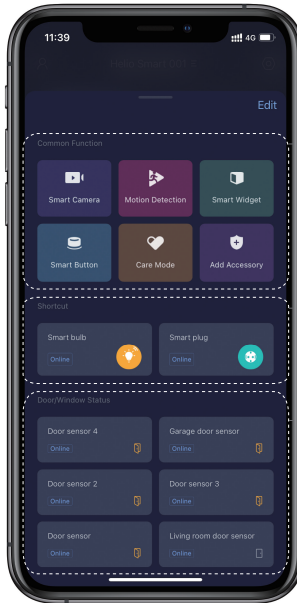 11:39
4G
Edit
Common Function
Smart Camera
Motion Detection
Smart Widget
Smart Button
Care Mode
Add Accessory
Shortcut
Smart bulb
Online
Smart plug
Online
Door/Window Status
Door sensor 4
Online
Garage door sensor
Online
Door sensor 2
Online
Door sensor 3
Online
Door sensor
Online
Living room door sensor
Online